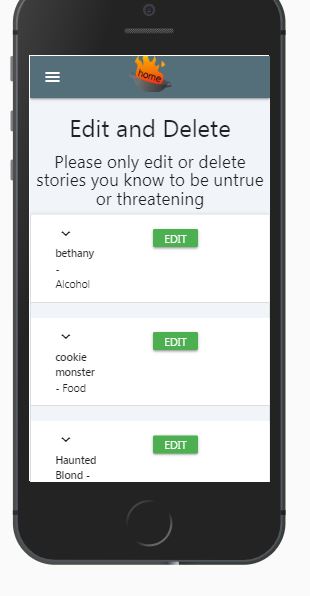 home
Edit and Delete
Please only edit or delete
stories you know to be untrue
or threatening
bethany
-
Alcohol
EDIT
cookie
monster
- Food
EDIT
Haunted
Blond -
EDIT